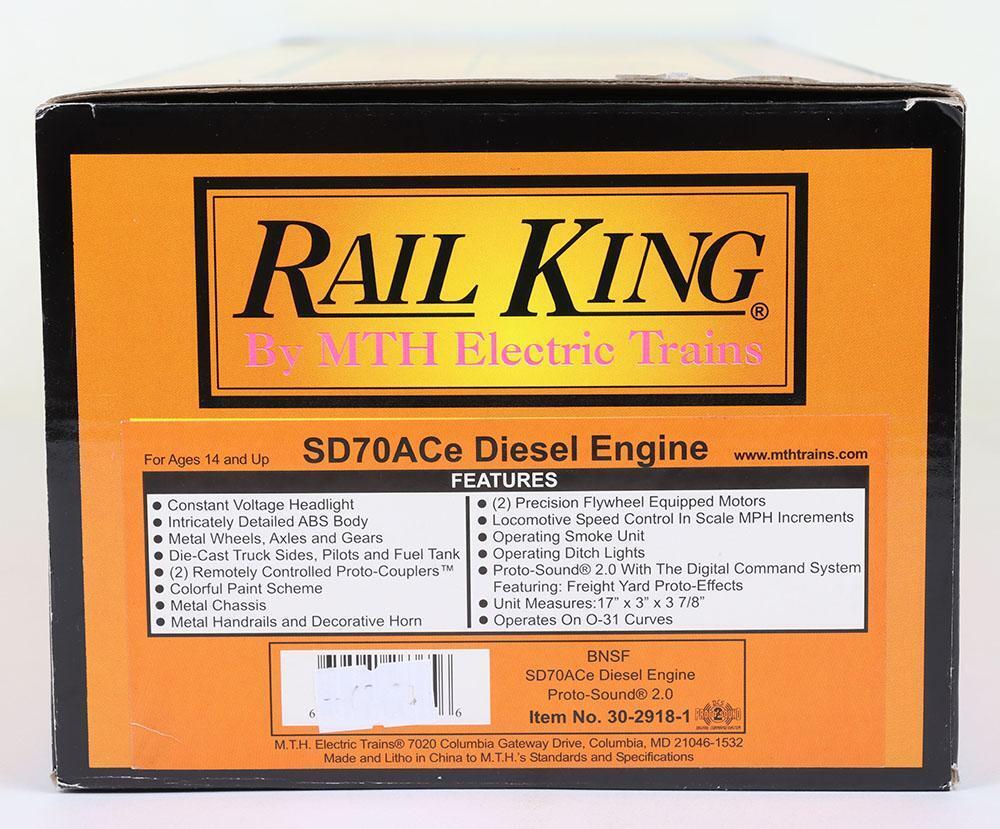 RAIL KING®
By MTH Electric Trains
For Ages 14 and Up
SD70ACe Diesel Engine
www.mthtrains.com
FEATURES
● Constant Voltage Headlight
● Intricately Detailed ABS Body
● Metal Wheels, Axles and Gears
● Die-Cast Truck Sides, Pilots and Fuel Tank
● (2) Remotely Controlled Proto-Couplers™
● Colorful Paint Scheme
● Metal Chassis
● Metal Handrails and Decorative Horn
● (2) Precision Flywheel Equipped Motors
● Locomotive Speed Control In Scale MPH Increments
● Operating Smoke Unit
● Operating Ditch Lights
● Proto-Sound® 2.0 With The Digital Command System
Featuring: Freight Yard Proto-Effects
● Unit Measures:17” x 3” x 3 7/8”
● Operates On O-31 Curves
6 6
BNSF
SD70ACe Diesel Engine
Proto-Sound® 2.0
Item No. 30-2918-1
M.T.H. Electric Trains® 7020 Columbia Gateway Drive, Columbia, MD 21046-1532
Made and Litho in China to M.T.H.'s Standards and Specifications